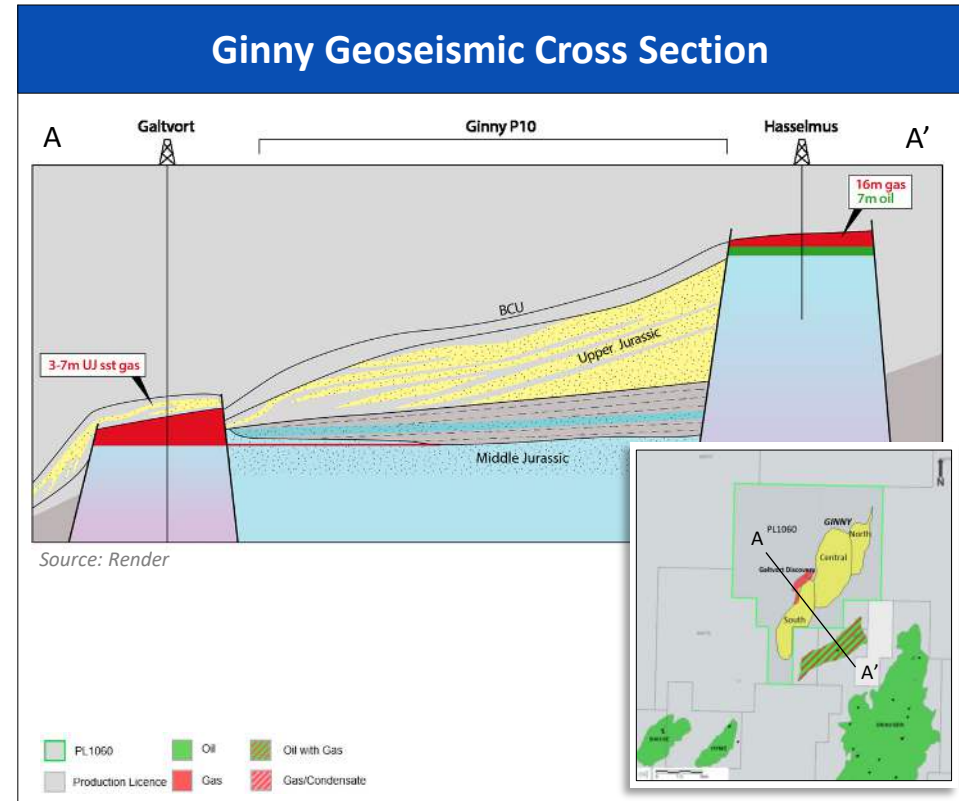 Ginny Geoseismic Cross Section
A
Galtvort
Ginny P10
Hasselmus
A’
16m gas
7m oil
BCU
Upper Jurassic
3-7m UJ sst gas
Middle Jurassic
Source: Render
N
PL1060
GINNY
North
A
Central
Galtvort Discovery
South
A’
PL1060
Oil
Oil with Gas
Production Licence
Gas
Gas/Condensate